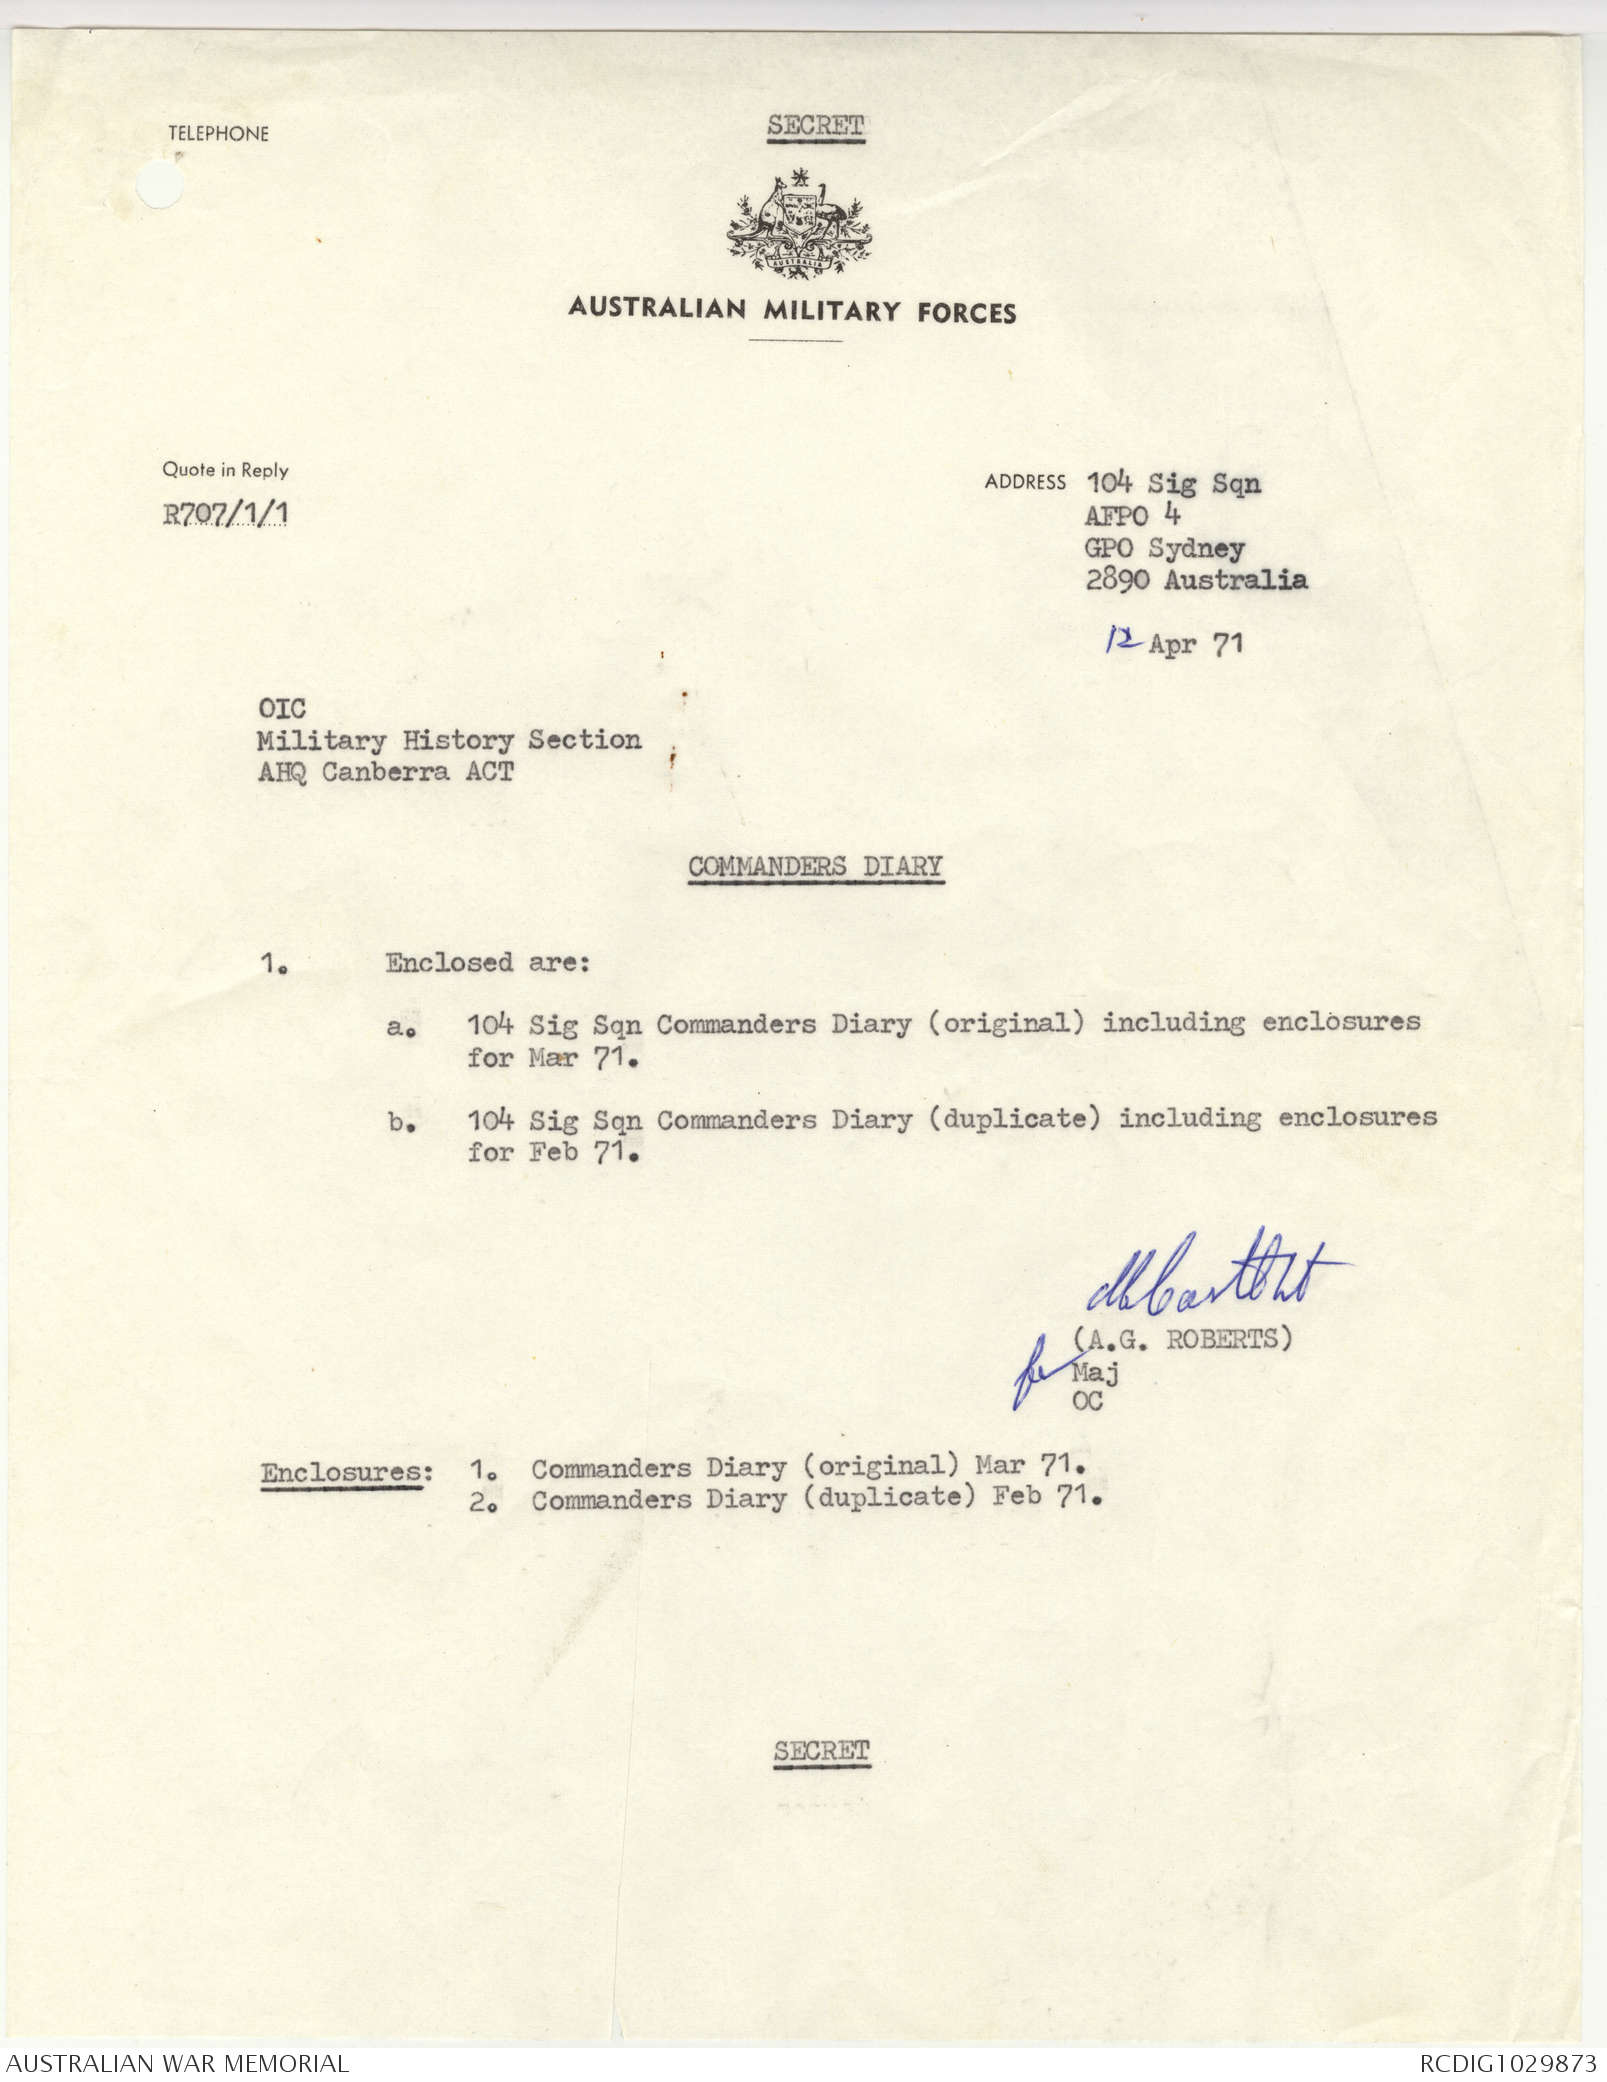 TELEPHONE
SECRET
AUSTRALIA
AUSTRALIAN MILITARY FORCES
Quote in Reply
R707/1/1
ADDRESS 104 Sig Sqn
AFPO 4
GPO Sydney
2890 Australia
12 Apr 71
OIC
Military History Section
AHQ Canberra ACT
COMMANDERS DIARY
1. Enclosed are:
a. 104 Sig Sqn Commanders Diary (original) including enclosures
for Mar 71.
b. 104 Sig Sqn Commanders Diary (duplicate) including enclosures
for Feb 71.
(A.G. ROBERTS)
for Maj
OC
Enclosures: 1. Commanders Diary (original) Mar 71.
2. Commanders Diary (duplicate) Feb 71.
SECRET
AUSTRALIAN WAR MEMORIAL
RCDIG1029873